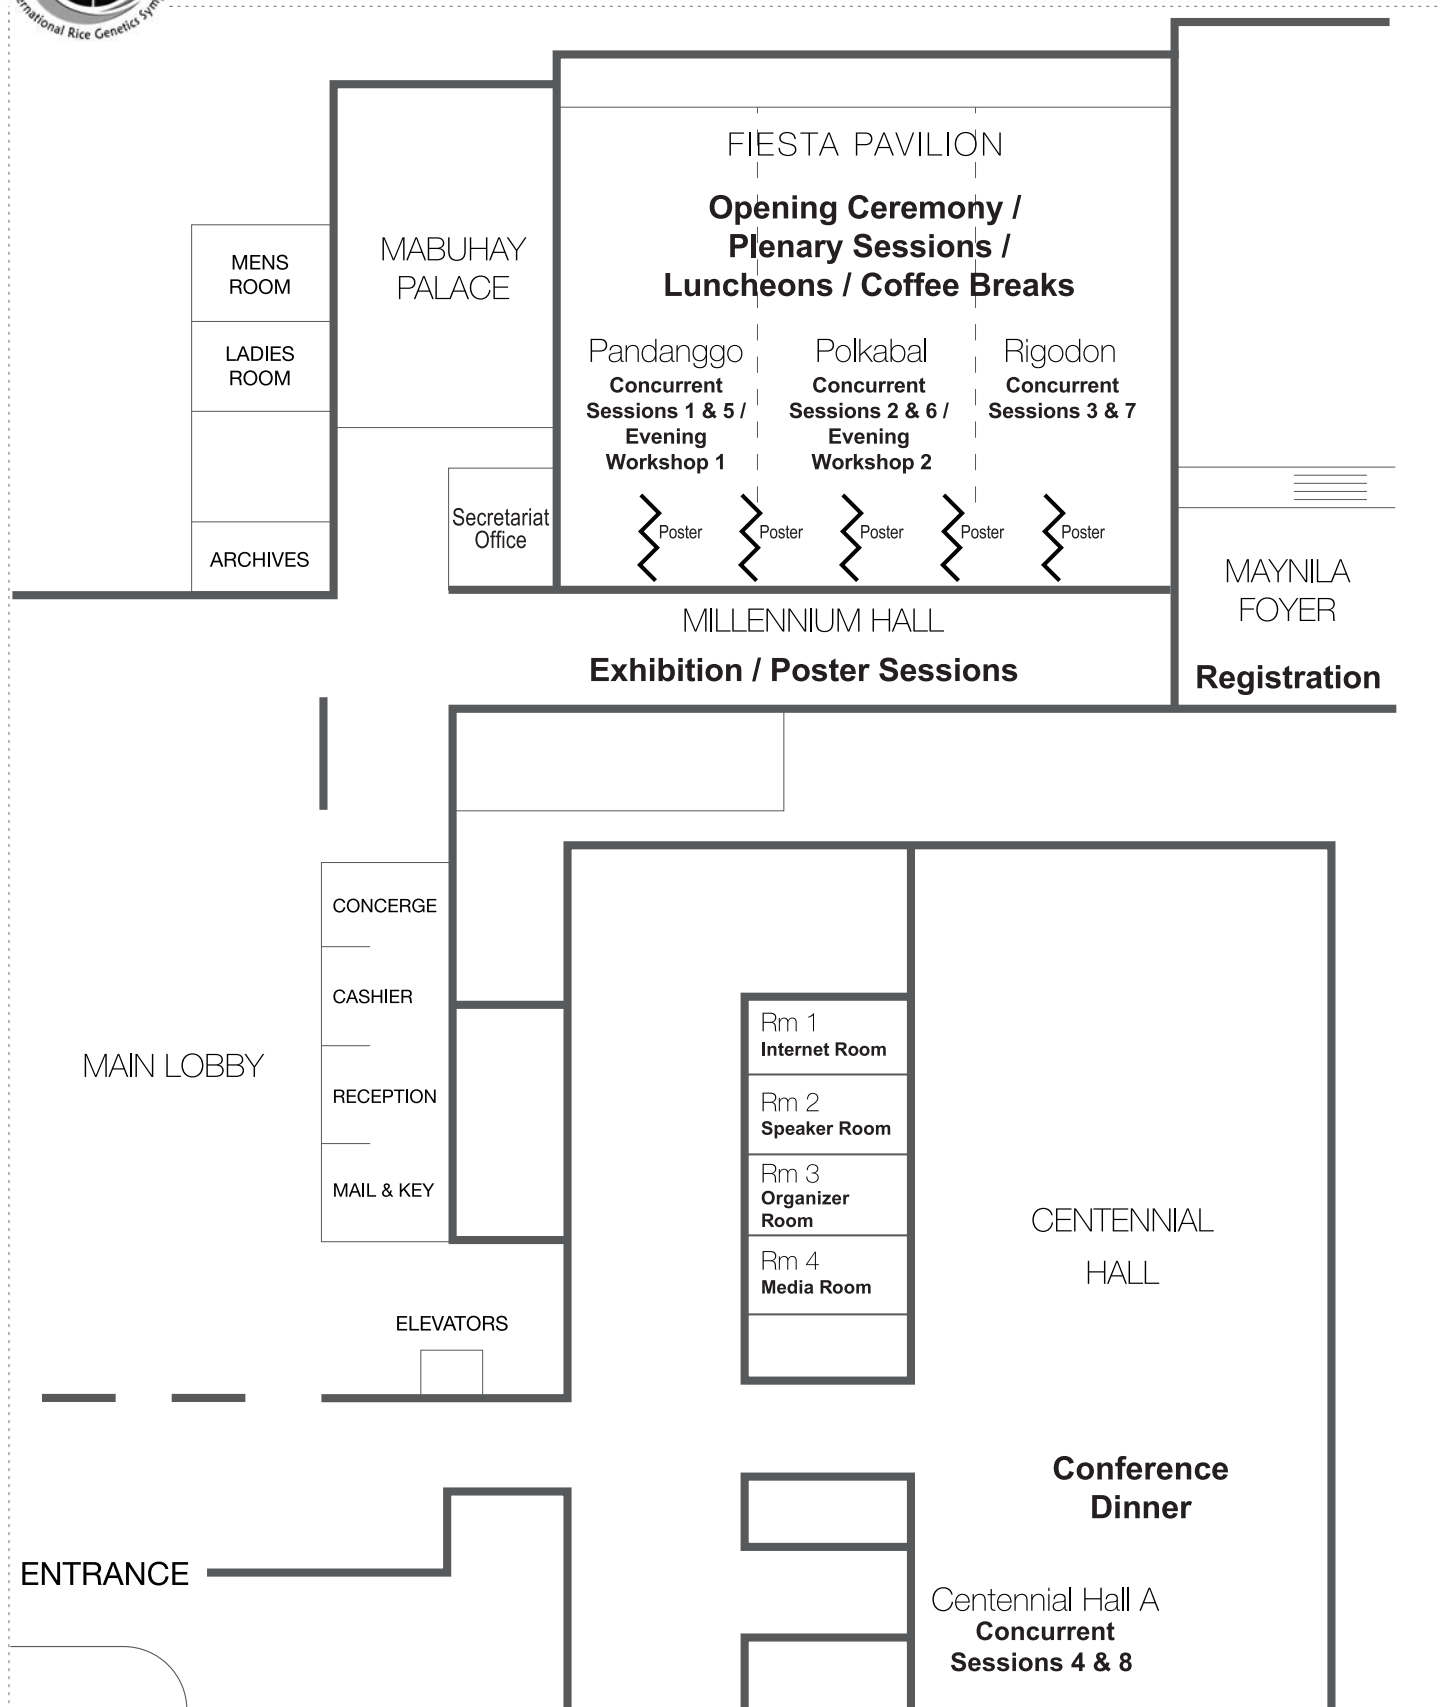 International Rice Genetics Sym
FIESTA PAVILION
Opening Ceremony /
Plenary Sessions /
Luncheons / Coffee Breaks
MABUHAY
PALACE
MENS
ROOM
LADIES
ROOM
ARCHIVES
Pandanggo
Concurrent
Sessions 1 & 5 /
Evening
Workshop 1
Polkabal
Concurrent
Sessions 2 & 6 /
Evening
Workshop 2
Rigodon
Concurrent
Sessions 3 & 7
Secretariat
Office
Poster
Poster
Poster
Poster
Poster
MAYNILA
FOYER
Registration
MILLENNIUM HALL
Exhibition / Poster Sessions
CONCERGE
CASHIER
RECEPTION
MAIL & KEY
MAIN LOBBY
ELEVATORS
Rm 1
Internet Room
Rm 2
Speaker Room
Rm 3
Organizer
Room
Rm 4
Media Room
CENTENNIAL
HALL
Conference
Dinner
Centennial Hall A
Concurrent
Sessions 4 & 8
ENTRANCE